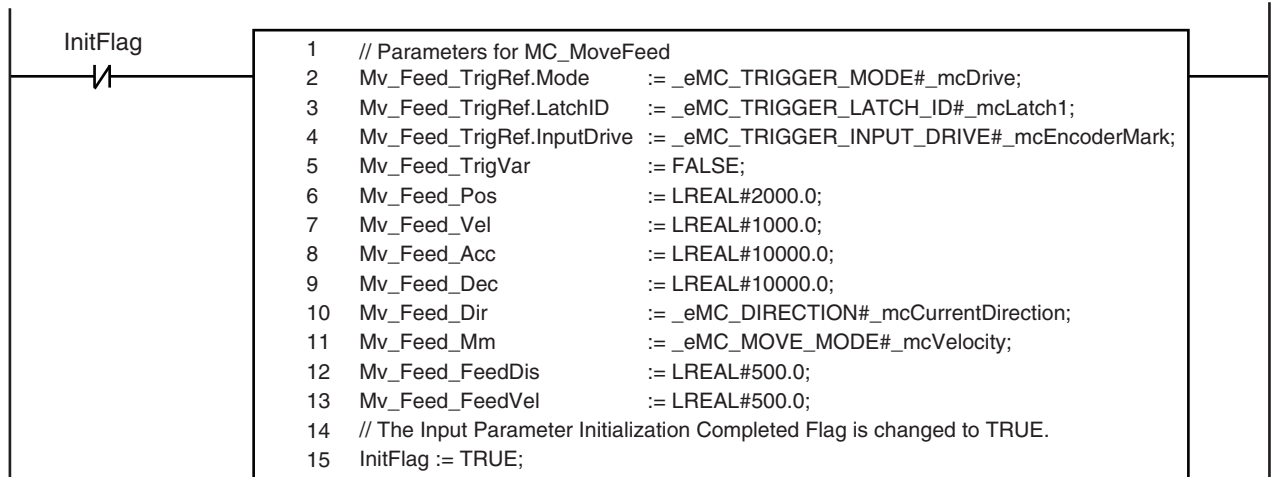 InitFlag
1 // Parameters for MC_MoveFeed
2 Mv_Feed_TrigRef.Mode := _eMC_TRIGGER_MODE#_mcDrive;
3 Mv_Feed_TrigRef.LatchID := _eMC_TRIGGER_LATCH_ID#_mcLatch1;
4 Mv_Feed_TrigRef.InputDrive := _eMC_TRIGGER_INPUT_DRIVE#_mcEncoderMark;
5 Mv_Feed_TrigVar := FALSE;
6 Mv_Feed_Pos := LREAL#2000.0;
7 Mv_Feed_Vel := LREAL#1000.0;
8 Mv_Feed_Acc := LREAL#10000.0;
9 Mv_Feed_Dec := LREAL#10000.0;
10 Mv_Feed_Dir := _eMC_DIRECTION#_mcCurrentDirection;
11 Mv_Feed_Mm := _eMC_MOVE_MODE#_mcVelocity;
12 Mv_Feed_FeedDis := LREAL#500.0;
13 Mv_Feed_FeedVel := LREAL#500.0;
14 // The Input Parameter Initialization Completed Flag is changed to TRUE.
15 InitFlag := TRUE;